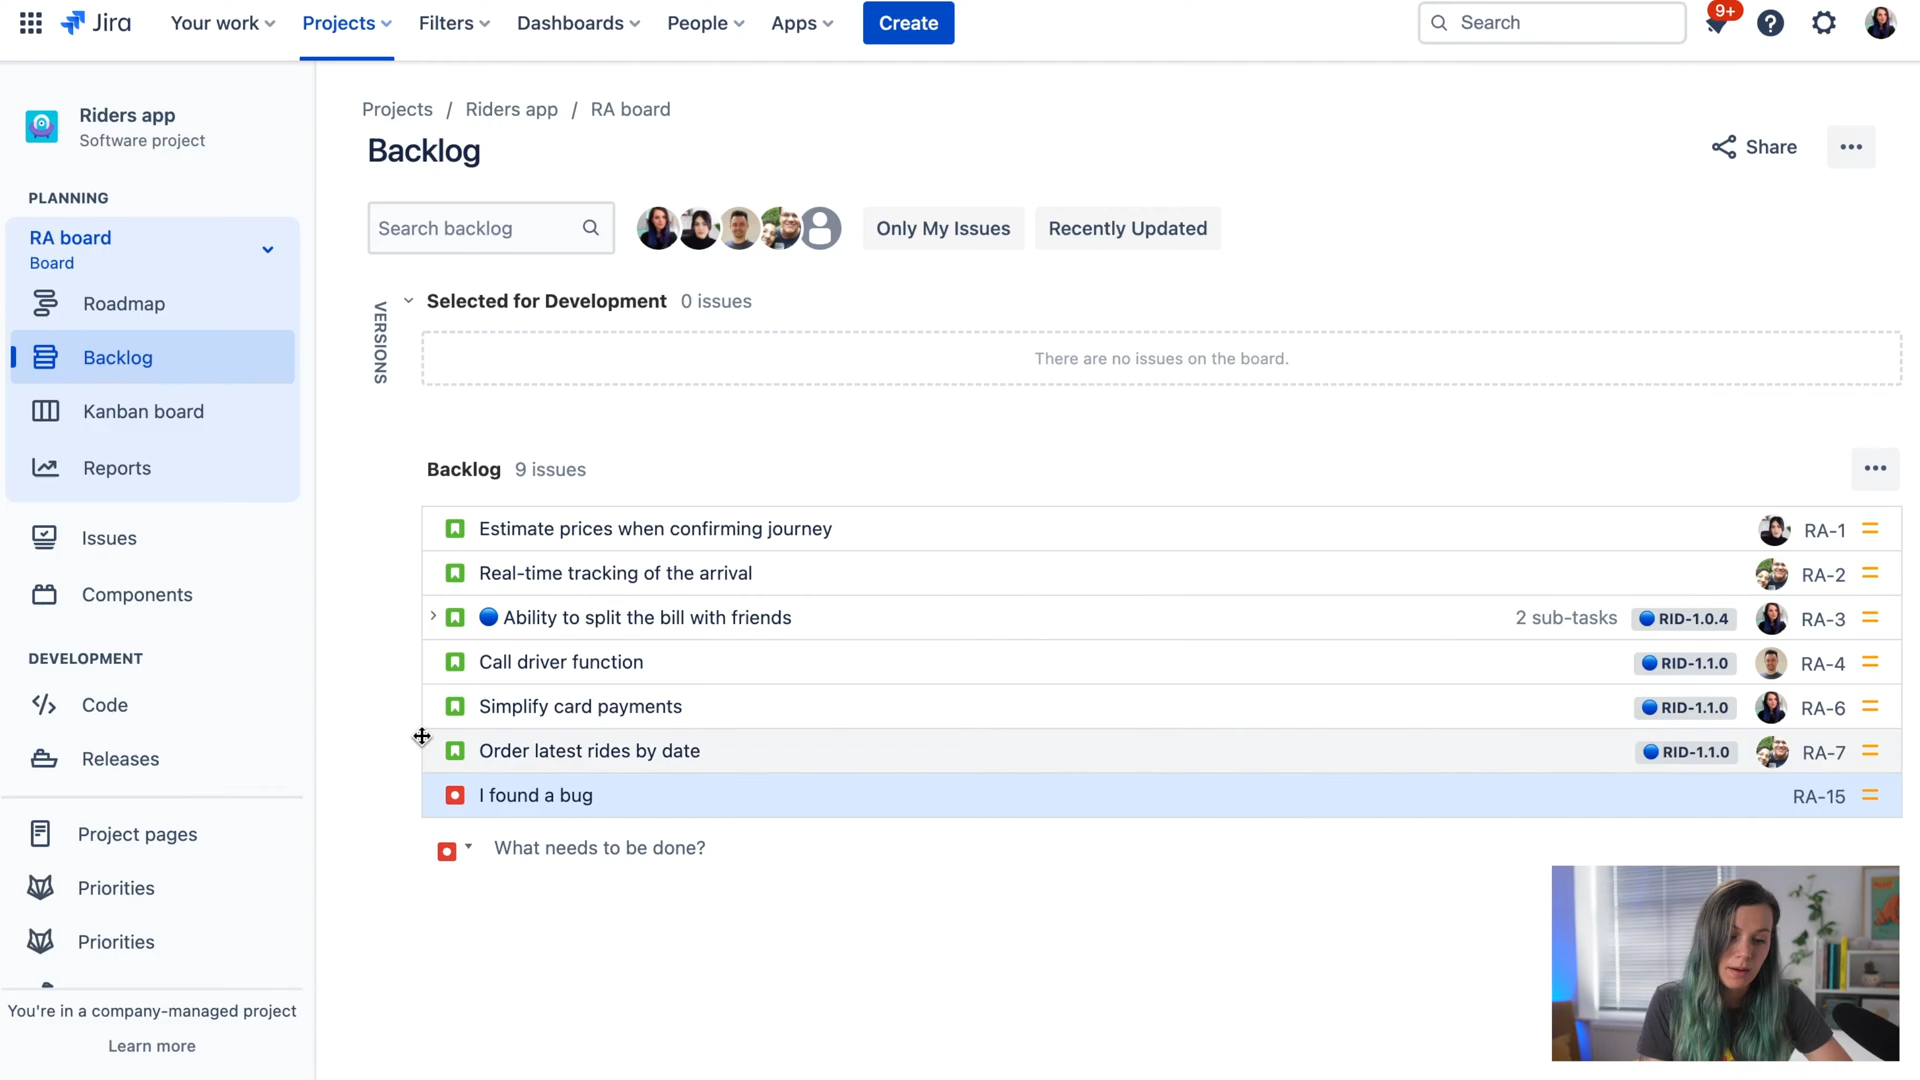 Jira
Your work
Projects
Filters
Dashboards
People
Apps
Create
Search
9+
Riders app
Software project
PLANNING
RA board
Board
Roadmap
Backlog
Kanban board
Reports
Issues
Components
DEVELOPMENT
Code
Releases
Project pages
Priorities
Priorities
You're in a company-managed project
Learn more
Projects / Riders app / RA board
Backlog
Share
Search backlog
Only My Issues
Recently Updated
VERSIONS
Selected for Development 0 issues
There are no issues on the board.
Backlog 9 issues
Estimate prices when confirming journey RA-1
Real-time tracking of the arrival RA-2
Ability to split the bill with friends 2 sub-tasks RID-1.0.4 RA-3
Call driver function RID-1.1.0 RA-4
Simplify card payments RID-1.1.0 RA-6
Order latest rides by date RID-1.1.0 RA-7
I found a bug RA-15
What needs to be done?